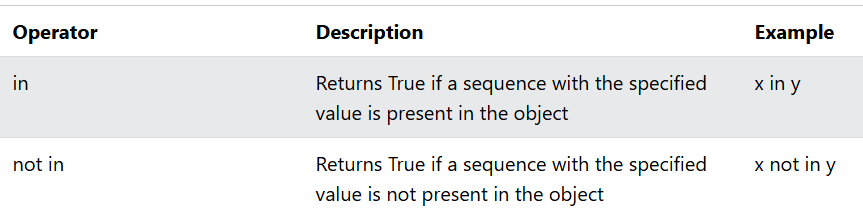 Operator Description Example
in Returns True if a sequence with the specified x in y
value is present in the object
not in Returns True if a sequence with the specified x not in y
value is not present in the object